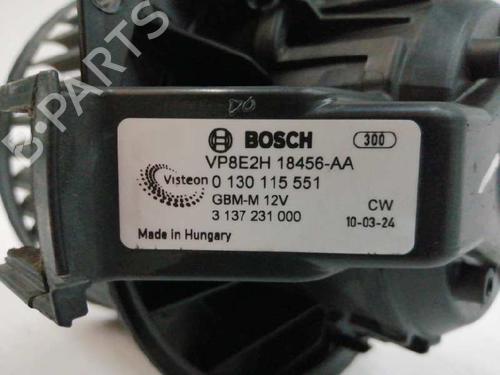 B-PARTS
DO
BOSCH
300
VP8E2H 18456-AA
Visteon
0 130 115 551
GBM-M 12V
CW
3 137 231 000
10-03-24
Made in Hungary